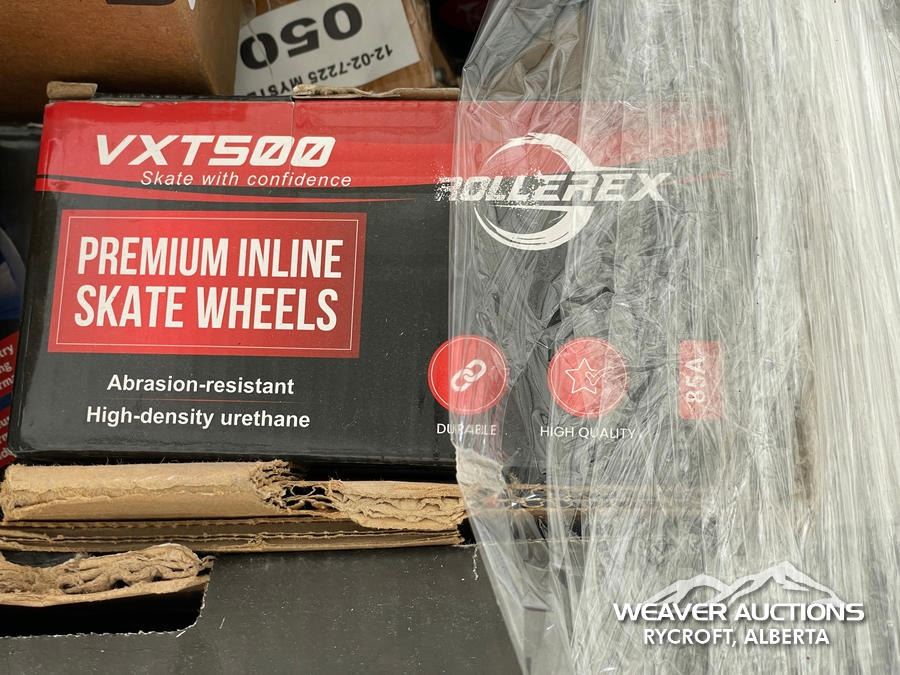 050
12-02-7225 MYSTE
VXT500
Skate with confidence
ROLLEREX
PREMIUM INLINE
SKATE WHEELS
Abrasion-resistant
High-density urethane
DURABLE
HIGH QUALITY
85A
WEAVER AUCTIONS
RYCROFT, ALBERTA